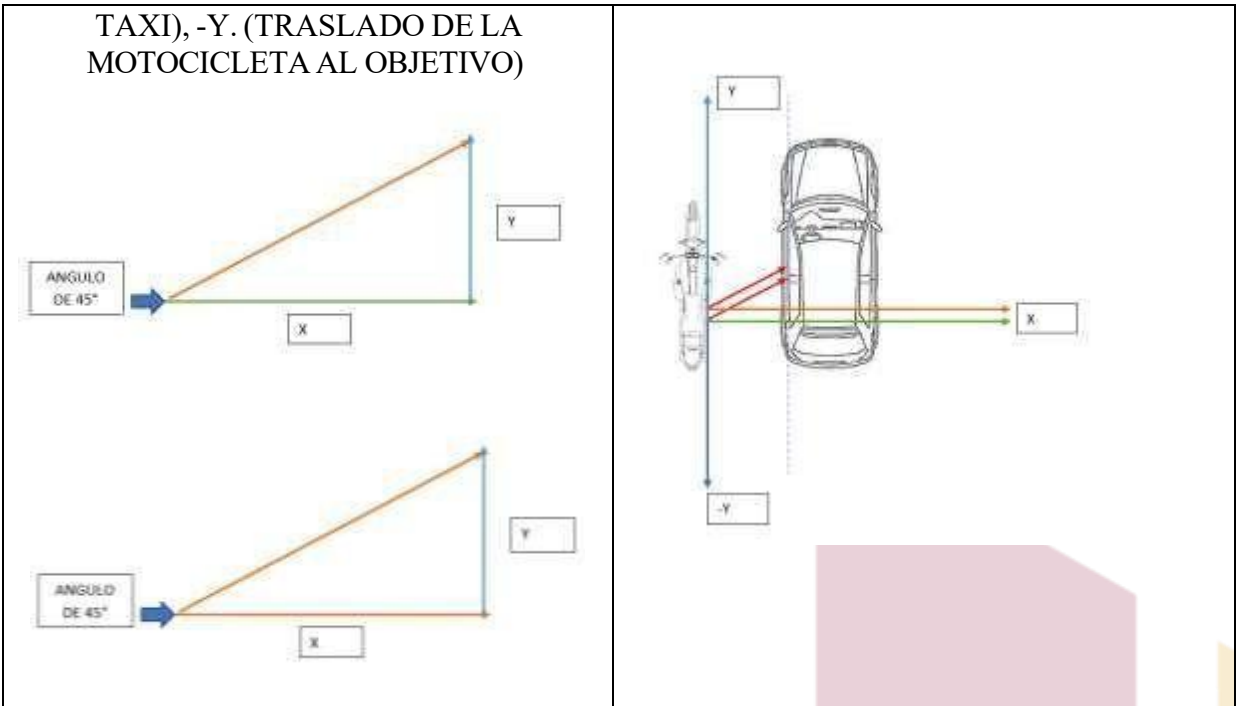 TAXI), -Y. (TRASLADO DE LA
MOTOCICLETA AL OBJETIVO)
Y
ANGULO
DE 45°
X
Y
ANGULO
DE 45°
X
Y
X
-Y